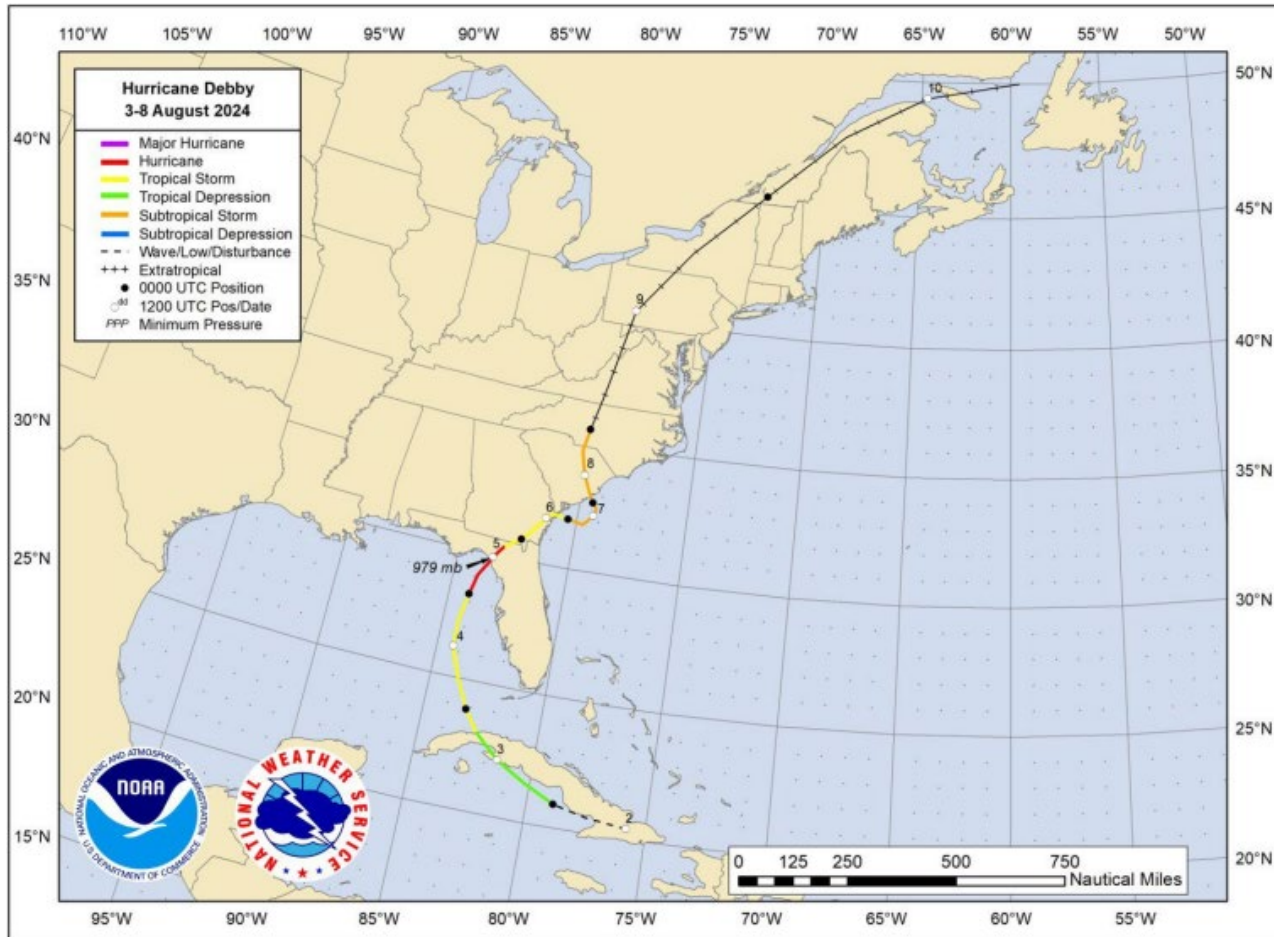 110°W 105°W 100°W 95°W 90°W 85°W 80°W 75°W 70°W 65°W 60°W 55°W 50°W
Hurricane Debby
3-8 August 2024
Major Hurricane
Hurricane
Tropical Storm
Tropical Depression
Subtropical Storm
Subtropical Depression
Wave/Low/Disturbance
Extratropical
0000 UTC Position
dd 1200 UTC Pos/Date
PPP Minimum Pressure
40°N
35°N
30°N
25°N
20°N
15°N
50°N
45°N
40°N
35°N
30°N
25°N
20°N
10
9
8
7
6
5
979 mb
4
3
2
NATIONAL OCEANIC AND ATMOSPHERIC ADMINISTRATION
NOAA
U.S. DEPARTMENT OF COMMERCE
NATIONAL WEATHER SERVICE
0 125 250 500 750
Nautical Miles
95°W 90°W 85°W 80°W 75°W 70°W 65°W 60°W 55°W